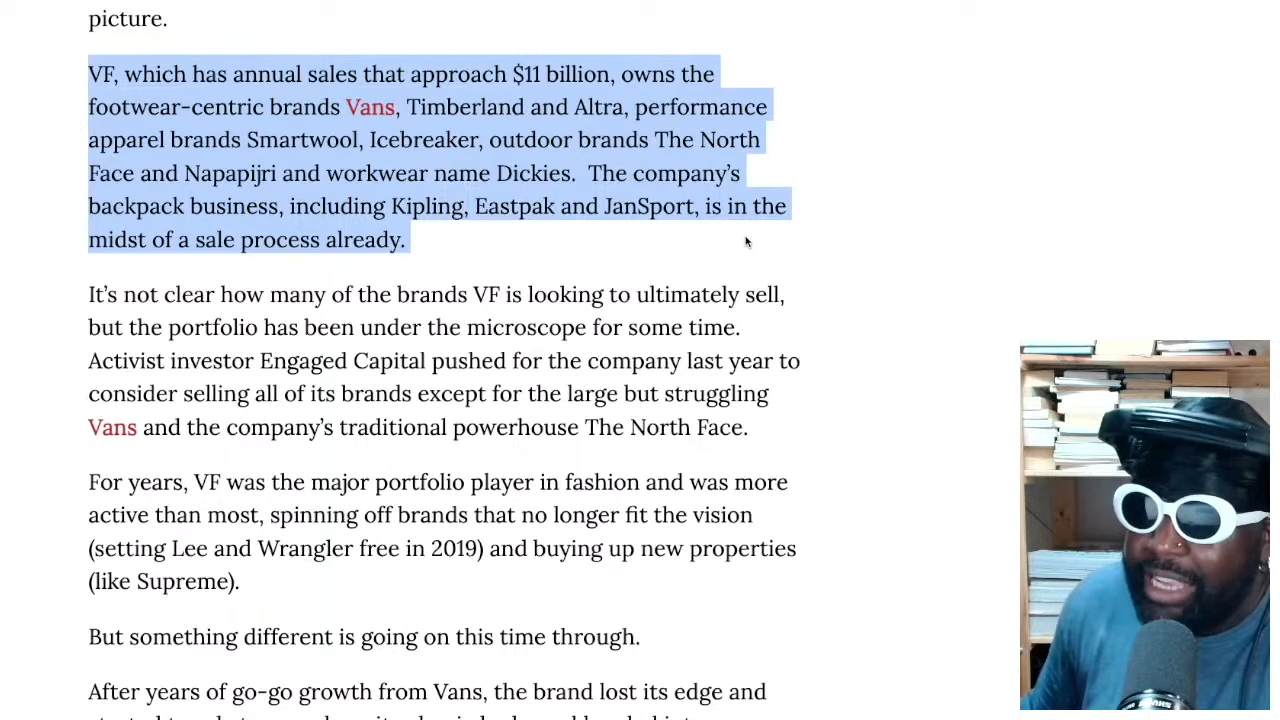 picture.
VF, which has annual sales that approach $11 billion, owns the
footwear-centric brands Vans, Timberland and Altra, performance
apparel brands Smartwool, Icebreaker, outdoor brands The North
Face and Napapijri and workwear name Dickies.  The company’s
backpack business, including Kipling, Eastpak and JanSport, is in the
midst of a sale process already.
It’s not clear how many of the brands VF is looking to ultimately sell,
but the portfolio has been under the microscope for some time.
Activist investor Engaged Capital pushed for the company last year to
consider selling all of its brands except for the large but struggling
Vans and the company’s traditional powerhouse The North Face.
For years, VF was the major portfolio player in fashion and was more
active than most, spinning off brands that no longer fit the vision
(setting Lee and Wrangler free in 2019) and buying up new properties
(like Supreme).
But something different is going on this time through.
After years of go-go growth from Vans, the brand lost its edge and